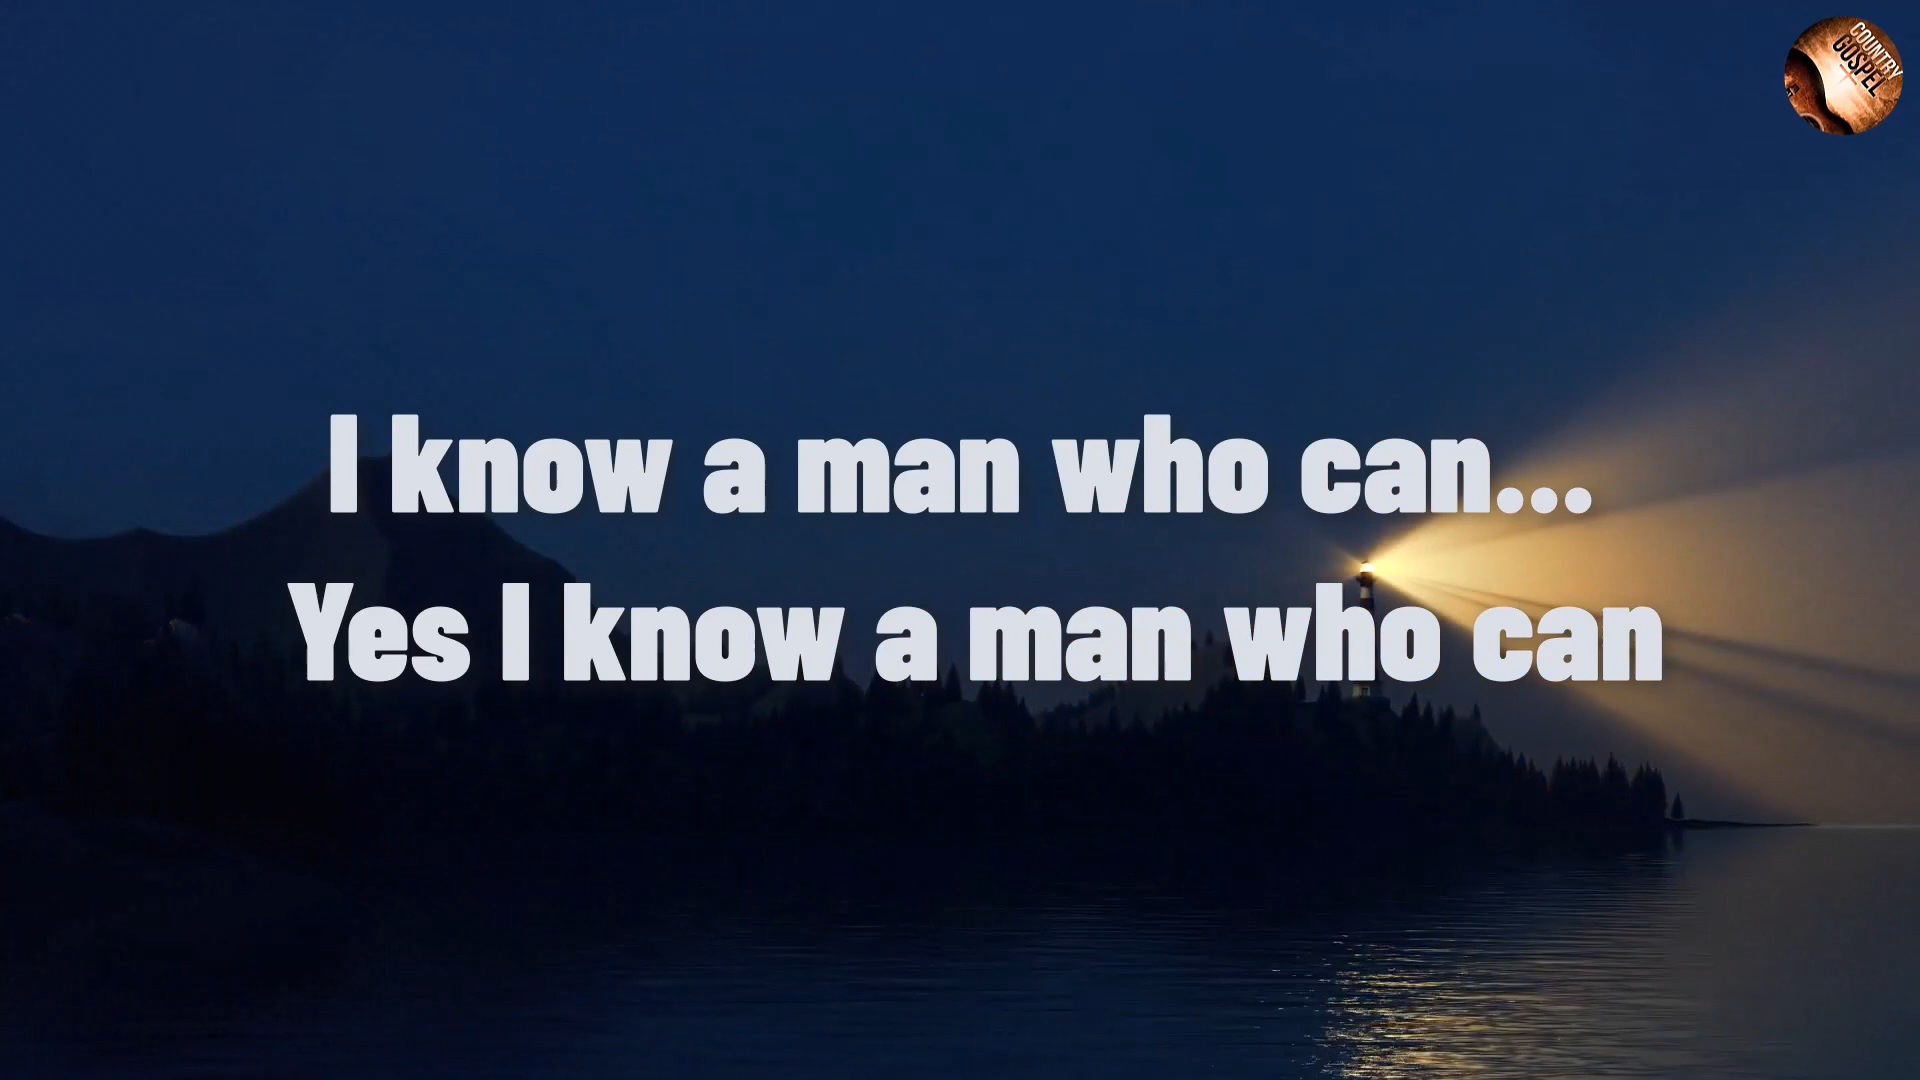 COUNTRY
GOSPEL
I know a man who can...
Yes I know a man who can